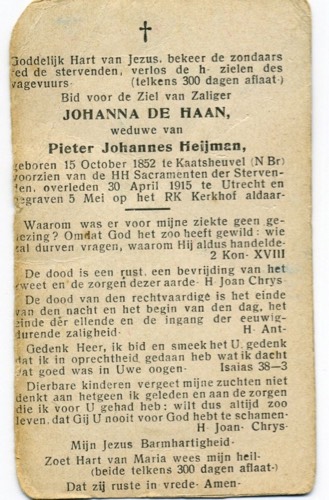 Goddelijk Hart van Jezus, bekeer de zondaars
red de stervenden, verlos de h- zielen des
vagevuurs (telkens 300 dagen aflaat)
Bid voor de Ziel van Zaliger
JOHANNA DE HAAN,
weduwe van
Pieter Johannes Heijman,
geboren 15 October 1852 te Kaatsheuvel (N Br)
voorzien van de HH Sacramenten der Sterven-
den, overleden 30 April 1915 te Utrecht en
begraven 5 Mei op het RK Kerkhof aldaar-
Waarom was er voor mijne ziekte geen ge-
nezing? Omdat God het zoo heeft gewild : wie
zal durven vragen, waarom Hij aldus handelde-
2 Kon- XVIII
De dood is een rust, een bevrijding van het
zweet en de zorgen dezer aarde- H Joan Chrys-
De dood van den rechtvaardige is het einde
van den nacht en het begin van den dag, het
einde der ellende en de ingang der eeuwig-
durende zaligheid- H- Ant-
Gedenk Heer, ik bid en smeek het U, gedenk
dat ik in oprechtheid gedaan heb wat ik dacht
dat goed was in Uwe oogen- Isaias 38—3
Dierbare kinderen vergeet mijne zuchten niet
denkt aan hetgeen ik geleden en aan de zorgen
die ik voor U gehad heb : wilt dus altijd zoo
leven, dat Gij U nooit voor God hebt te schamen-
H- Joan- Chrys-
Mijn Jezus Barmhartigheid-
Zoet Hart van Maria wees mijn heil-
(beide telkens 300 dagen aflaat)
Dat zij ruste in vrede- Amen-